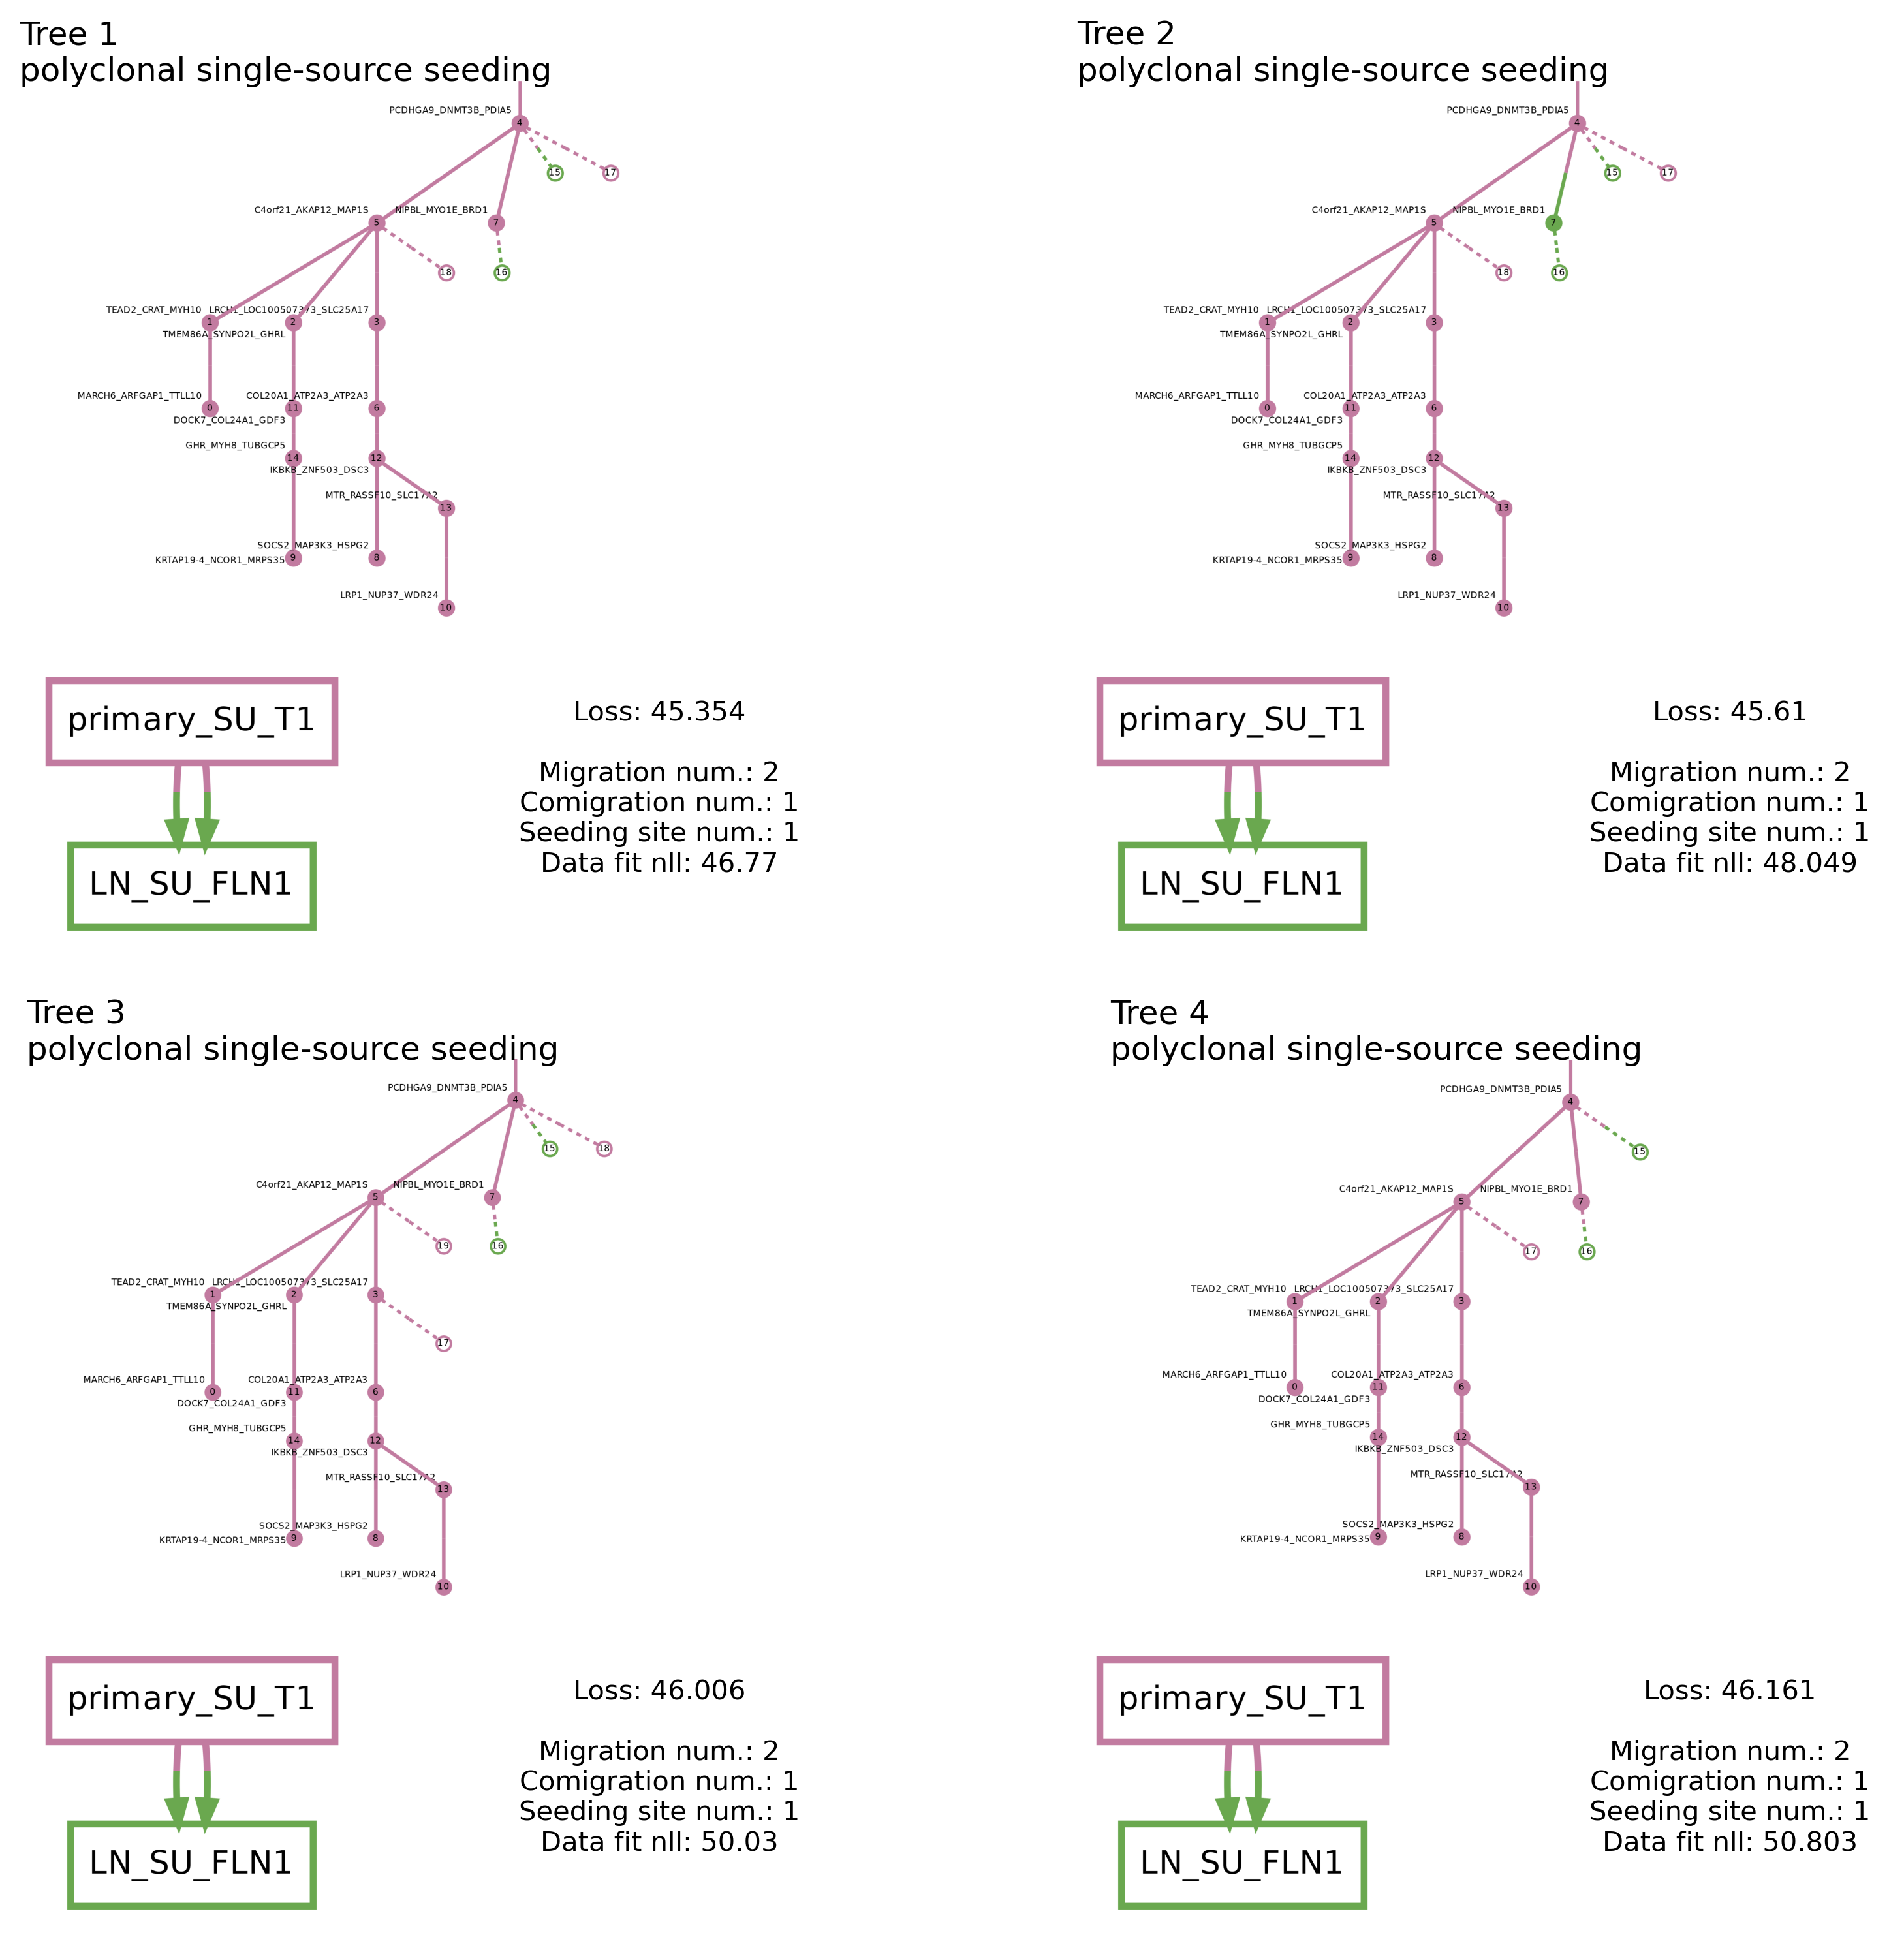 Tree 1
polyclonal single-source seeding
PCDHGA9_DNMT3B_PDIA5
4
15
17
C4orf21_AKAP12_MAP1S
5
NIPBL_MYO1E_BRD1
7
18
16
TEAD2_CRAT_MYH10
1
LRCH1_LOC100507373_SLC25A17
2
3
TMEM86A_SYNPO2L_GHRL
MARCH6_ARFGAP1_TTLL10
0
COL20A1_ATP2A3_ATP2A3
11
6
DOCK7_COL24A1_GDF3
GHR_MYH8_TUBGCP5
14
12
IKBKB_ZNF503_DSC3
MTR_RASSF10_SLC17A2
13
SOCS2_MAP3K3_HSPG2
KRTAP19-4_NCOR1_MRPS35
9
8
LRP1_NUP37_WDR24
10
primary_SU_T1
LN_SU_FLN1
Loss: 45.354
Migration num.: 2
Comigration num.: 1
Seeding site num.: 1
Data fit nll: 46.77
Tree 2
polyclonal single-source seeding
PCDHGA9_DNMT3B_PDIA5
4
15
17
C4orf21_AKAP12_MAP1S
5
NIPBL_MYO1E_BRD1
7
18
16
TEAD2_CRAT_MYH10
1
LRCH1_LOC100507373_SLC25A17
2
3
TMEM86A_SYNPO2L_GHRL
MARCH6_ARFGAP1_TTLL10
0
COL20A1_ATP2A3_ATP2A3
11
6
DOCK7_COL24A1_GDF3
GHR_MYH8_TUBGCP5
14
12
IKBKB_ZNF503_DSC3
MTR_RASSF10_SLC17A2
13
SOCS2_MAP3K3_HSPG2
KRTAP19-4_NCOR1_MRPS35
9
8
LRP1_NUP37_WDR24
10
primary_SU_T1
LN_SU_FLN1
Loss: 45.61
Migration num.: 2
Comigration num.: 1
Seeding site num.: 1
Data fit nll: 48.049
Tree 3
polyclonal single-source seeding
PCDHGA9_DNMT3B_PDIA5
4
15
18
C4orf21_AKAP12_MAP1S
5
NIPBL_MYO1E_BRD1
7
19
16
TEAD2_CRAT_MYH10
1
LRCH1_LOC100507373_SLC25A17
2
3
TMEM86A_SYNPO2L_GHRL
17
MARCH6_ARFGAP1_TTLL10
0
COL20A1_ATP2A3_ATP2A3
11
6
DOCK7_COL24A1_GDF3
GHR_MYH8_TUBGCP5
14
12
IKBKB_ZNF503_DSC3
MTR_RASSF10_SLC17A2
13
SOCS2_MAP3K3_HSPG2
KRTAP19-4_NCOR1_MRPS35
9
8
LRP1_NUP37_WDR24
10
primary_SU_T1
LN_SU_FLN1
Loss: 46.006
Migration num.: 2
Comigration num.: 1
Seeding site num.: 1
Data fit nll: 50.03
Tree 4
polyclonal single-source seeding
PCDHGA9_DNMT3B_PDIA5
4
15
C4orf21_AKAP12_MAP1S
5
NIPBL_MYO1E_BRD1
7
17
16
TEAD2_CRAT_MYH10
1
LRCH1_LOC100507373_SLC25A17
2
3
TMEM86A_SYNPO2L_GHRL
MARCH6_ARFGAP1_TTLL10
0
COL20A1_ATP2A3_ATP2A3
11
6
DOCK7_COL24A1_GDF3
GHR_MYH8_TUBGCP5
14
12
IKBKB_ZNF503_DSC3
MTR_RASSF10_SLC17A2
13
SOCS2_MAP3K3_HSPG2
KRTAP19-4_NCOR1_MRPS35
9
8
LRP1_NUP37_WDR24
10
primary_SU_T1
LN_SU_FLN1
Loss: 46.161
Migration num.: 2
Comigration num.: 1
Seeding site num.: 1
Data fit nll: 50.803